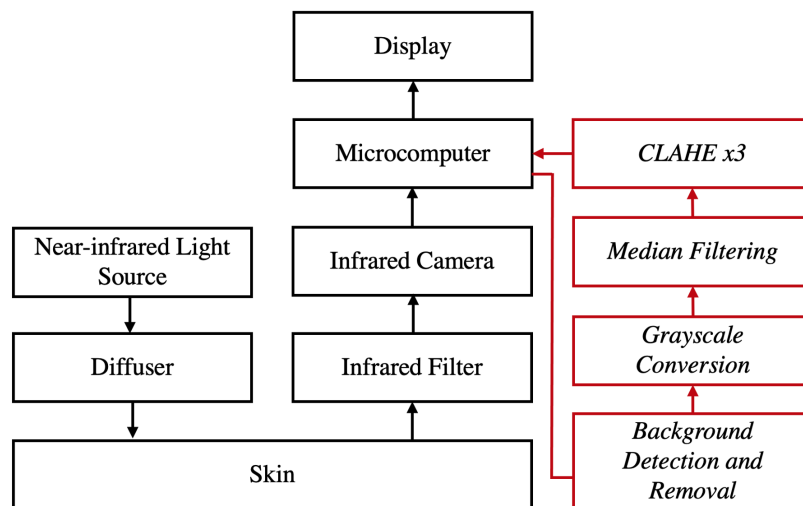 Display
Microcomputer
CLAHE x3
Near-infrared Light
Source
Infrared Camera
Median Filtering
Diffuser
Infrared Filter
Grayscale
Conversion
Skin
Background
Detection and
Removal